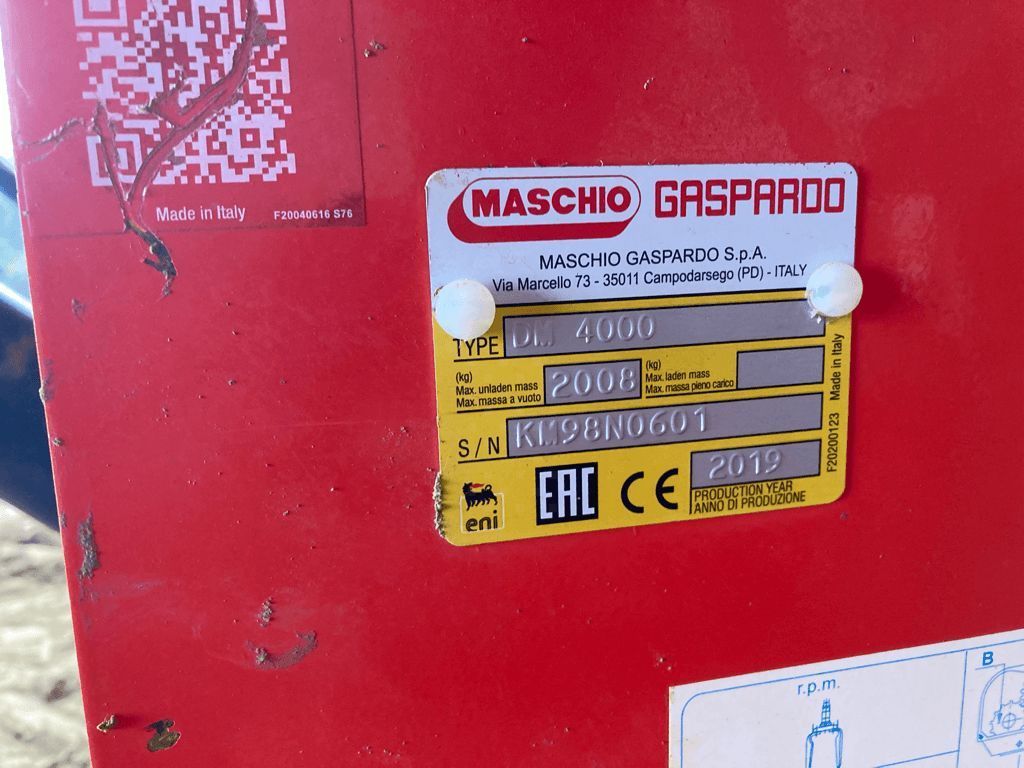 Made in Italy F20040616 S76
MASCHIO GASPARDO
MASCHIO GASPARDO S.p.A.
Via Marcello 73 - 35011 Campodarsego (PD) - ITALY
TYPE DM 4000
(kg)
Max. unladen mass
Max. massa a vuoto
2008
(kg)
Max. laden mass
Max. massa pieno carico
S / N KM98N0601
2019
PRODUCTION YEAR
ANNO DI PRODUZIONE
eni
EAC
CE
F20200123 Made in Italy
r.p.m.
B